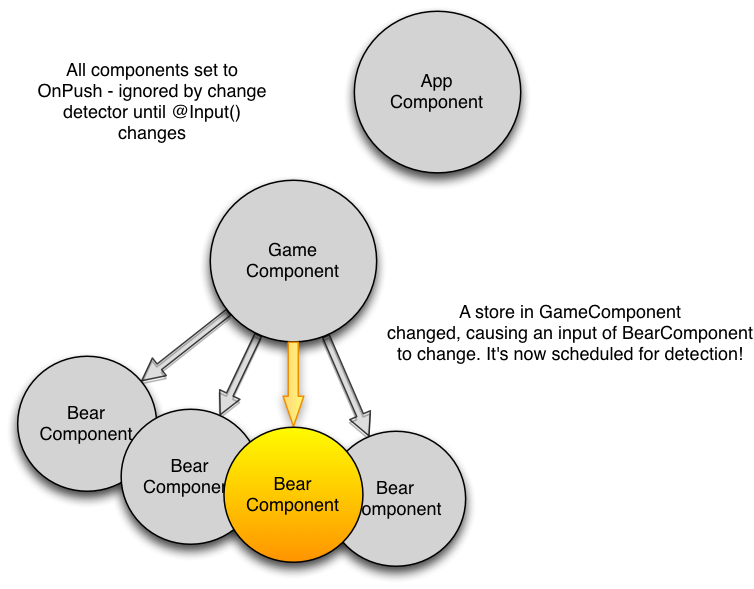 All components set to
OnPush - ignored by change
detector until @Input()
changes
App
Component
Game
Component
A store in GameComponent
changed, causing an input of BearComponent
to change. It's now scheduled for detection!
Bear
Component
Bear
Componen
Bear
Component
Bear
omponent